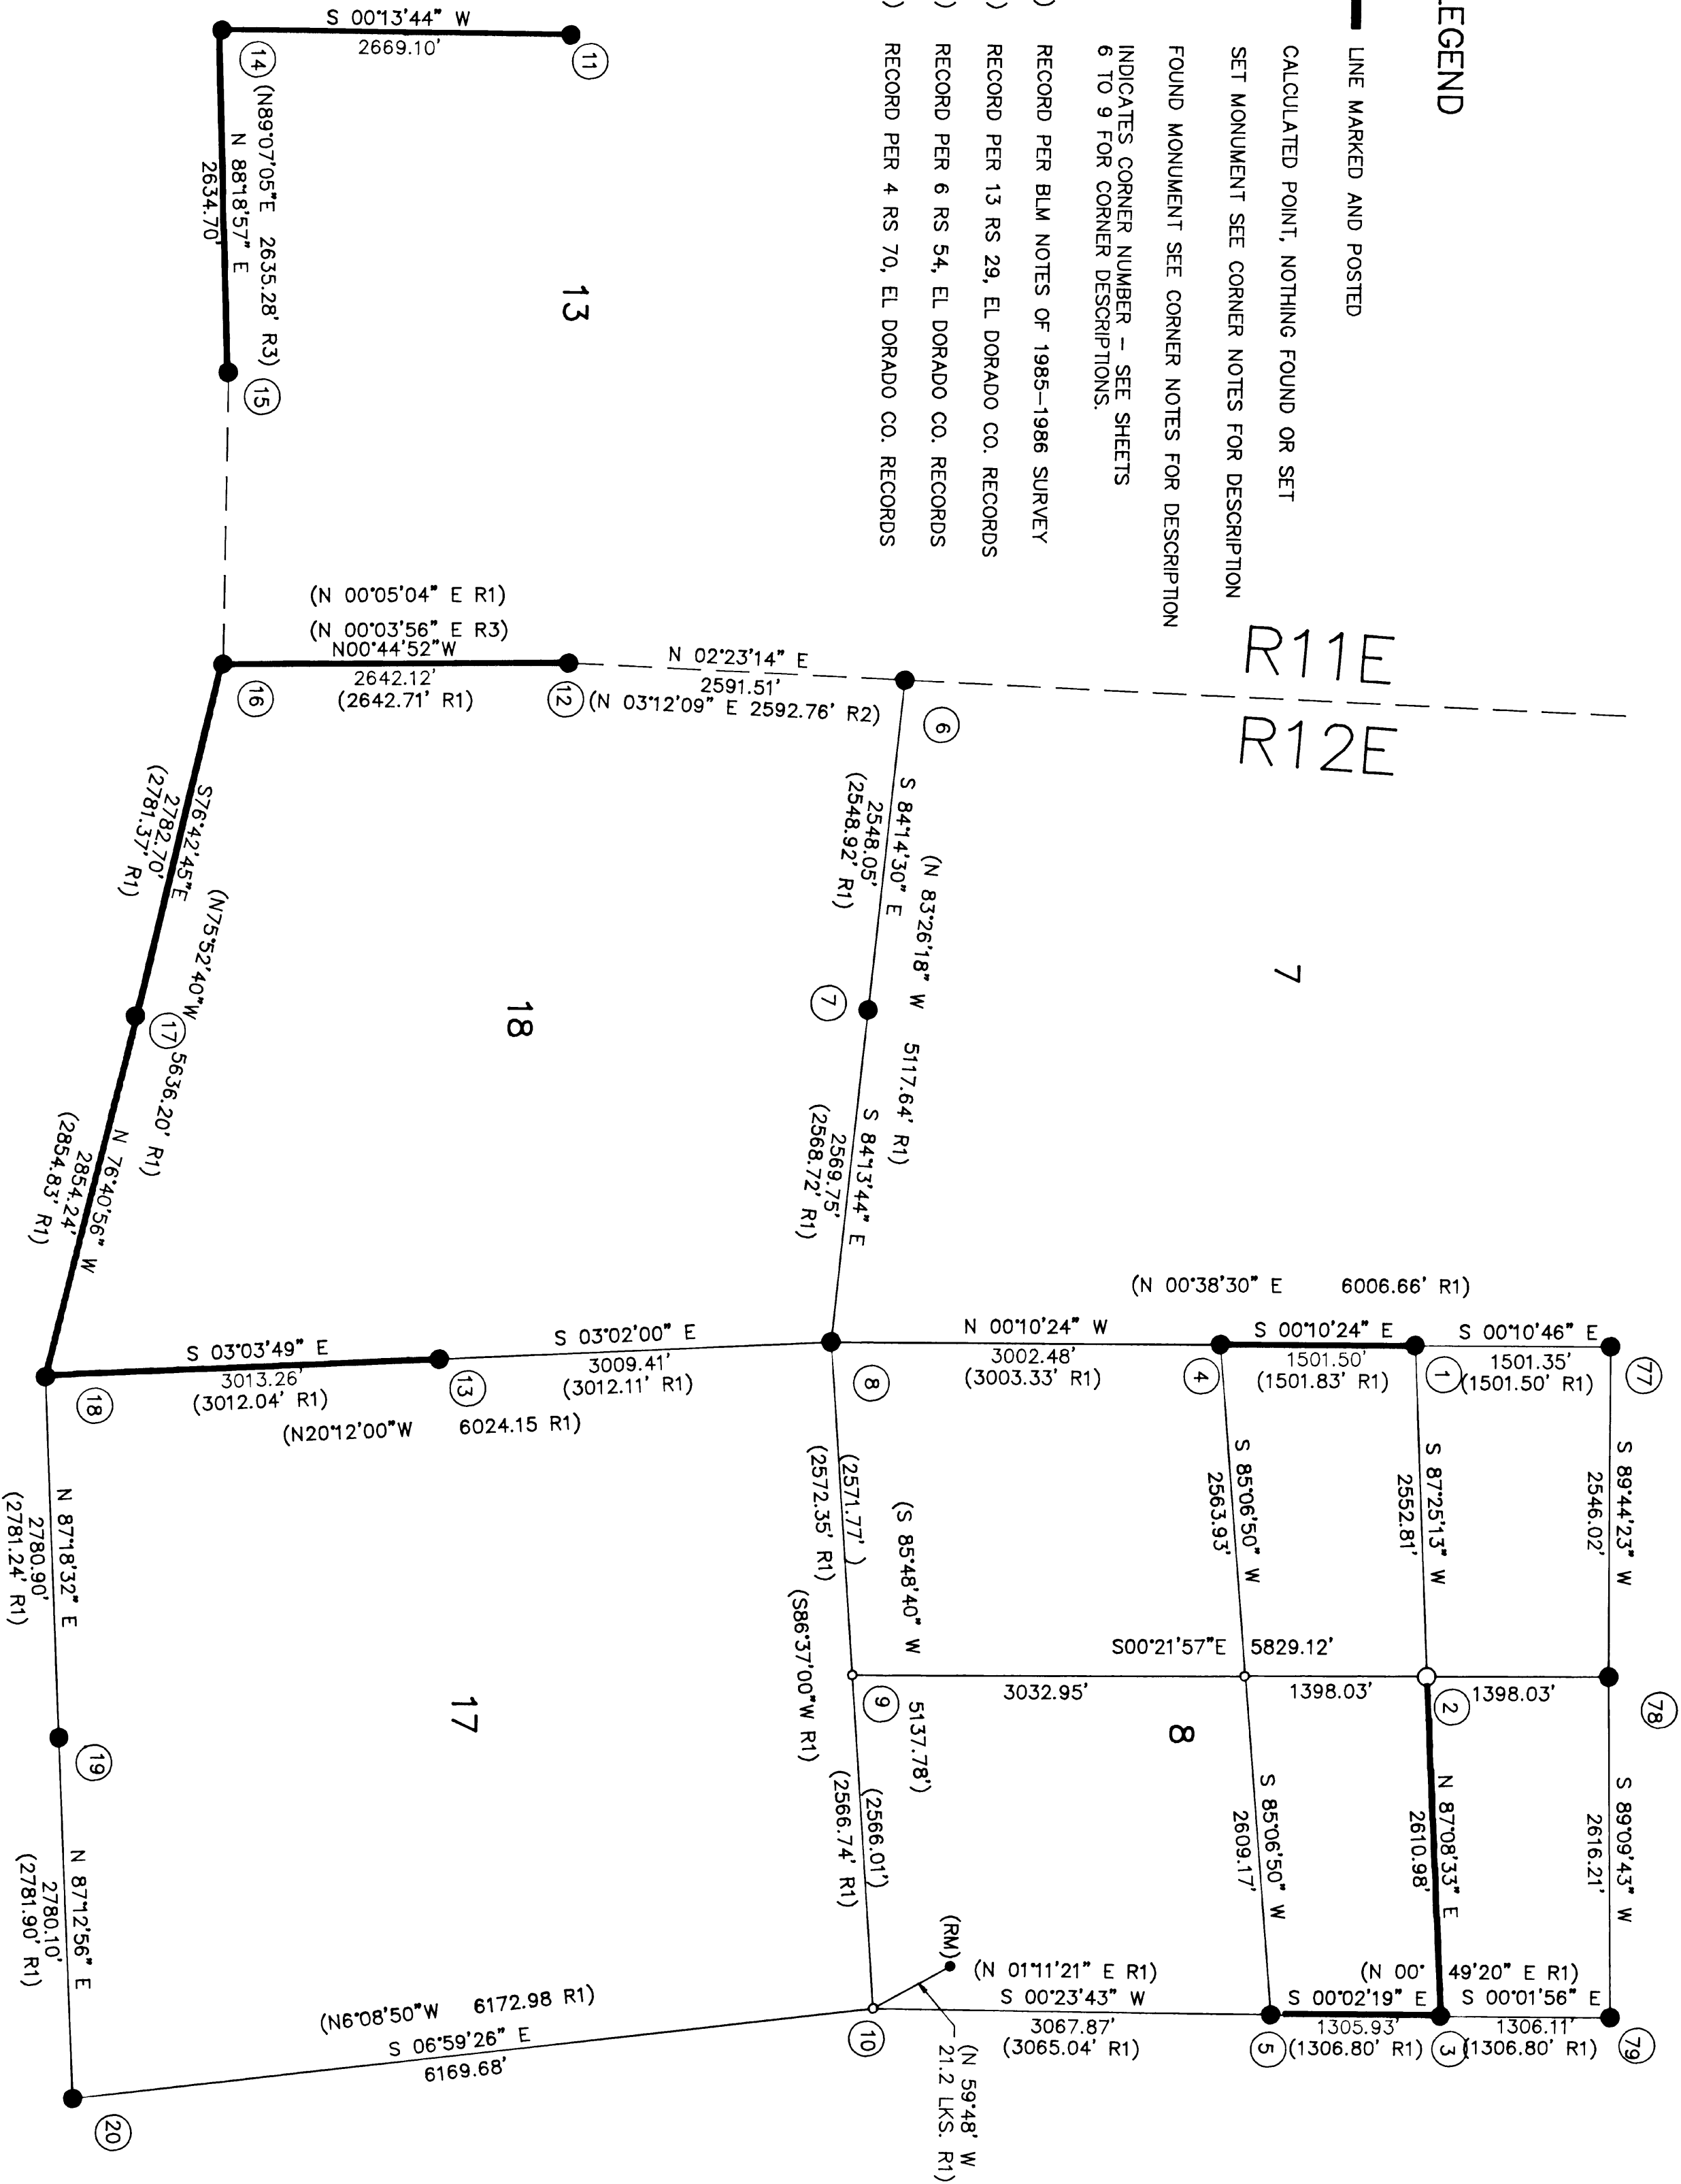 LEGEND
LINE MARKED AND POSTED
CALCULATED POINT, NOTHING FOUND OR SET
SET MONUMENT SEE CORNER NOTES FOR DESCRIPTION
FOUND MONUMENT SEE CORNER NOTES FOR DESCRIPTION
INDICATES CORNER NUMBER – SEE SHEETS
6 TO 9 FOR CORNER DESCRIPTIONS.
) RECORD PER BLM NOTES OF 1985–1986 SURVEY
) RECORD PER 13 RS 29, EL DORADO CO. RECORDS
) RECORD PER 6 RS 54, EL DORADO CO. RECORDS
) RECORD PER 4 RS 70, EL DORADO CO. RECORDS
R11E
R12E
S 00°13'44" W
2669.10'
11
14
(N89°07'05"E 2635.28' R3)
N 88°18'57" E
2634.70'
15
13
(N 00°05'04" E R1)
(N 00°03'56" E R3)
N00°44'52"W
2642.12'
(2642.71' R1)
16
12
N 02°23'14" E
2591.51'
(N 03°12'09" E 2592.76' R2)
6
7
(N 83°26'18" W 5117.64' R1)
S 84°14'30" E
2548.05'
(2548.92' R1)
7
S 84°13'44" E
2569.75'
(2568.72' R1)
18
(N75°52'40"W 5636.20' R1)
S76°42'45"E
2782.70'
(2781.37' R1)
17
N 76°40'56" W
2854.24'
(2854.83' R1)
S 03°03'49" E
3013.26'
(3012.04' R1)
18
13
(N20°12'00"W 6024.15 R1)
S 03°02'00" E
3009.41'
(3012.11' R1)
8
(N 00°38'30" E 6006.66' R1)
N 00°10'24" W
3002.48'
(3003.33' R1)
4
S 00°10'24" E
1501.50'
(1501.83' R1)
1
S 00°10'46" E
1501.35'
(1501.50' R1)
77
S 89°44'23" W
2546.02'
S 87°25'13" W
2552.81'
S 85°06'50" W
2563.93'
(S 85°48'40" W 5137.78')
(2571.77' )
(2572.35' R1)
(S86°37'00"W R1)
S00°21'57"E 5829.12'
3032.95'
1398.03'
1398.03'
9
2
78
8
S 89°09'43" W
2616.21'
N 87°08'33" E
2610.98'
S 85°06'50" W
2609.17'
(2566.01')
(2566.74' R1)
(RM)
(N 01°11'21" E R1)
S 00°23'43" W
3067.87'
(3065.04' R1)
(N 00° 49'20" E R1)
S 00°02'19" E
1305.93'
(1306.80' R1)
S 00°01'56" E
1306.11'
(1306.80' R1)
5
3
79
10
(N 59°48' W
21.2 LKS. R1)
17
N 87°18'32" E
2780.90'
(2781.24' R1)
19
N 87°12'56" E
2780.10'
(2781.90' R1)
(N6°08'50"W 6172.98 R1)
S 06°59'26" E
6169.68'
20